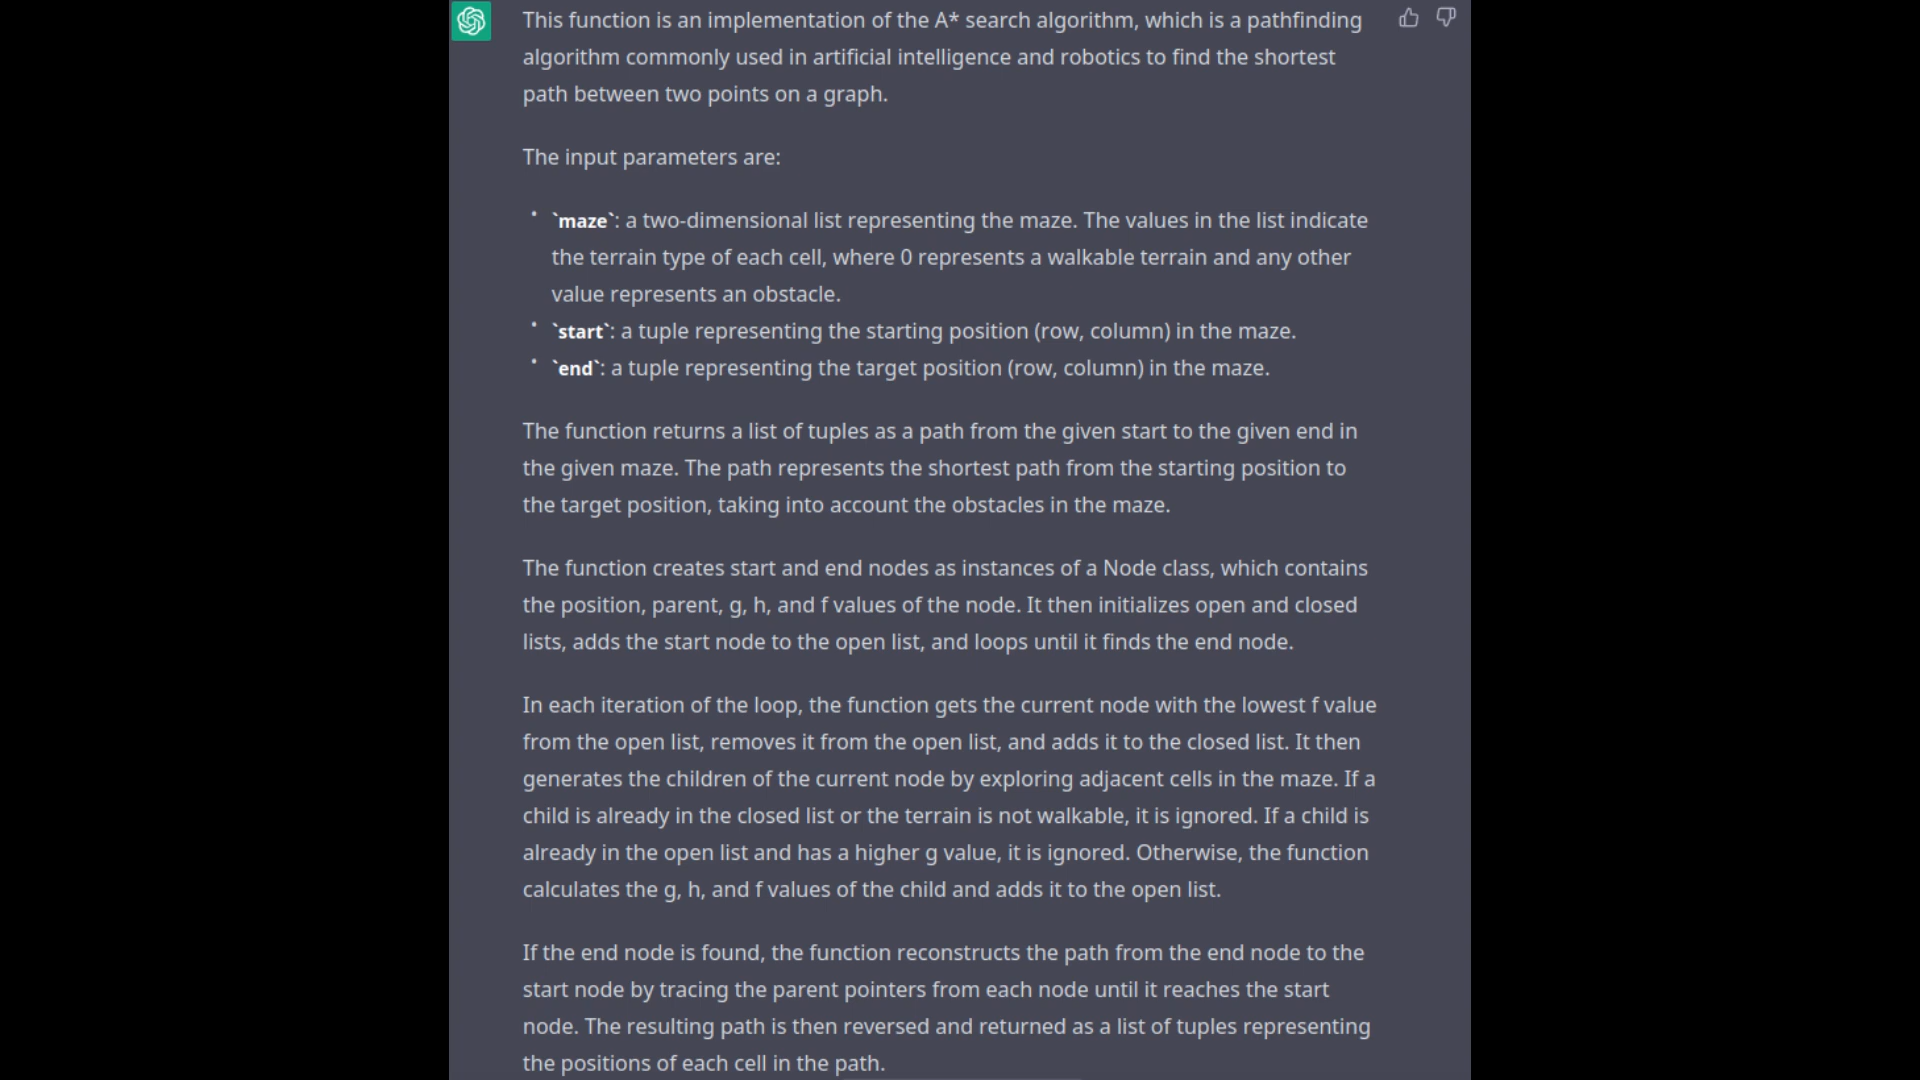 This function is an implementation of the A* search algorithm, which is a pathfinding
algorithm commonly used in artificial intelligence and robotics to find the shortest
path between two points on a graph.
The input parameters are:
• `maze`: a two-dimensional list representing the maze. The values in the list indicate
the terrain type of each cell, where 0 represents a walkable terrain and any other
value represents an obstacle.
• `start`: a tuple representing the starting position (row, column) in the maze.
• `end`: a tuple representing the target position (row, column) in the maze.
The function returns a list of tuples as a path from the given start to the given end in
the given maze. The path represents the shortest path from the starting position to
the target position, taking into account the obstacles in the maze.
The function creates start and end nodes as instances of a Node class, which contains
the position, parent, g, h, and f values of the node. It then initializes open and closed
lists, adds the start node to the open list, and loops until it finds the end node.
In each iteration of the loop, the function gets the current node with the lowest f value
from the open list, removes it from the open list, and adds it to the closed list. It then
generates the children of the current node by exploring adjacent cells in the maze. If a
child is already in the closed list or the terrain is not walkable, it is ignored. If a child is
already in the open list and has a higher g value, it is ignored. Otherwise, the function
calculates the g, h, and f values of the child and adds it to the open list.
If the end node is found, the function reconstructs the path from the end node to the
start node by tracing the parent pointers from each node until it reaches the start
node. The resulting path is then reversed and returned as a list of tuples representing
the positions of each cell in the path.